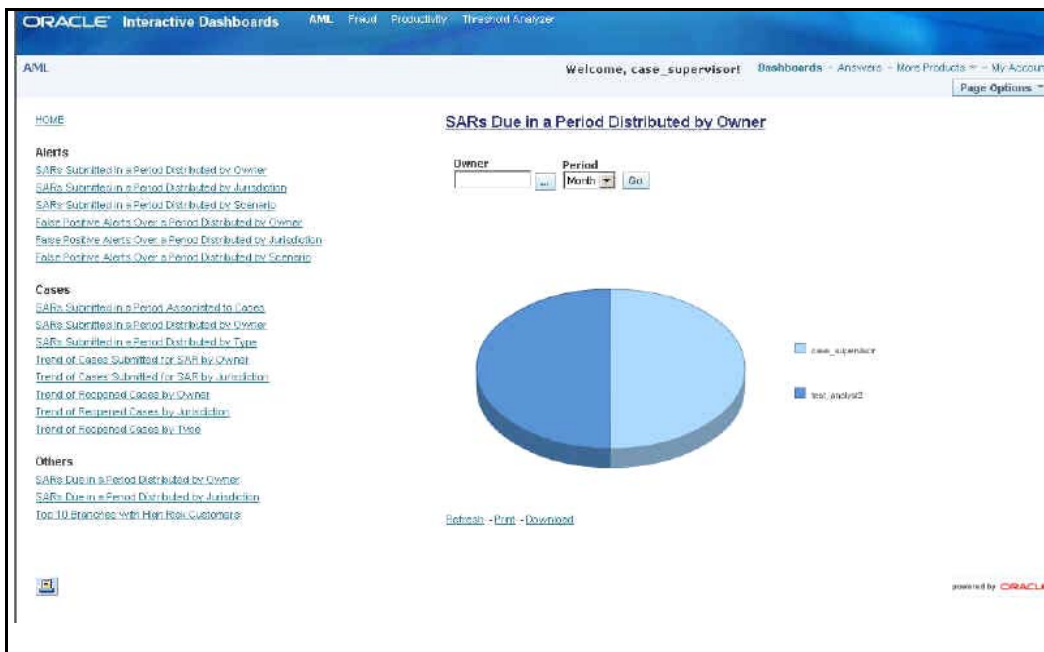 ORACLE Interactive Dashboards AML Fraud Productivity Threshold Analyzer
AML Welcome, case_supervisor! Dashboards - Answers - More Products - My Accoun
Page Options
HOME
Alerts
SARs Submitted in a Period Distributed by Owner
SARs Submitted in a Period Distributed by Jurisdiction
SARs Submitted in a Period Distributed by Scenario
False Positive Alerts Over a Period Distributed by Owner
False Positive Alerts Over a Period Distributed by Jurisdiction
False Positive Alerts Over a Period Distributed by Scenario
Cases
SARs Submitted in a Period Associated to Cases
SARs Submitted in a Period Distributed by Owner
SARs Submitted in a Period Distributed by Type
Trend of Cases Submitted for SAR by Owner
Trend of Cases Submitted for SAR by Jurisdiction
Trend of Reopened Cases by Owner
Trend of Reopened Cases by Jurisdiction
Trend of Reopened Cases by Type
Others
SARs Due in a Period Distributed by Owner
SARs Due in a Period Distributed by Jurisdiction
Top 10 Branches with High Risk Customers
SARs Due in a Period Distributed by Owner
Owner Period
... Month Go
case_supervisor
test_analyst2
Refresh - Print - Download
powered by ORACLE